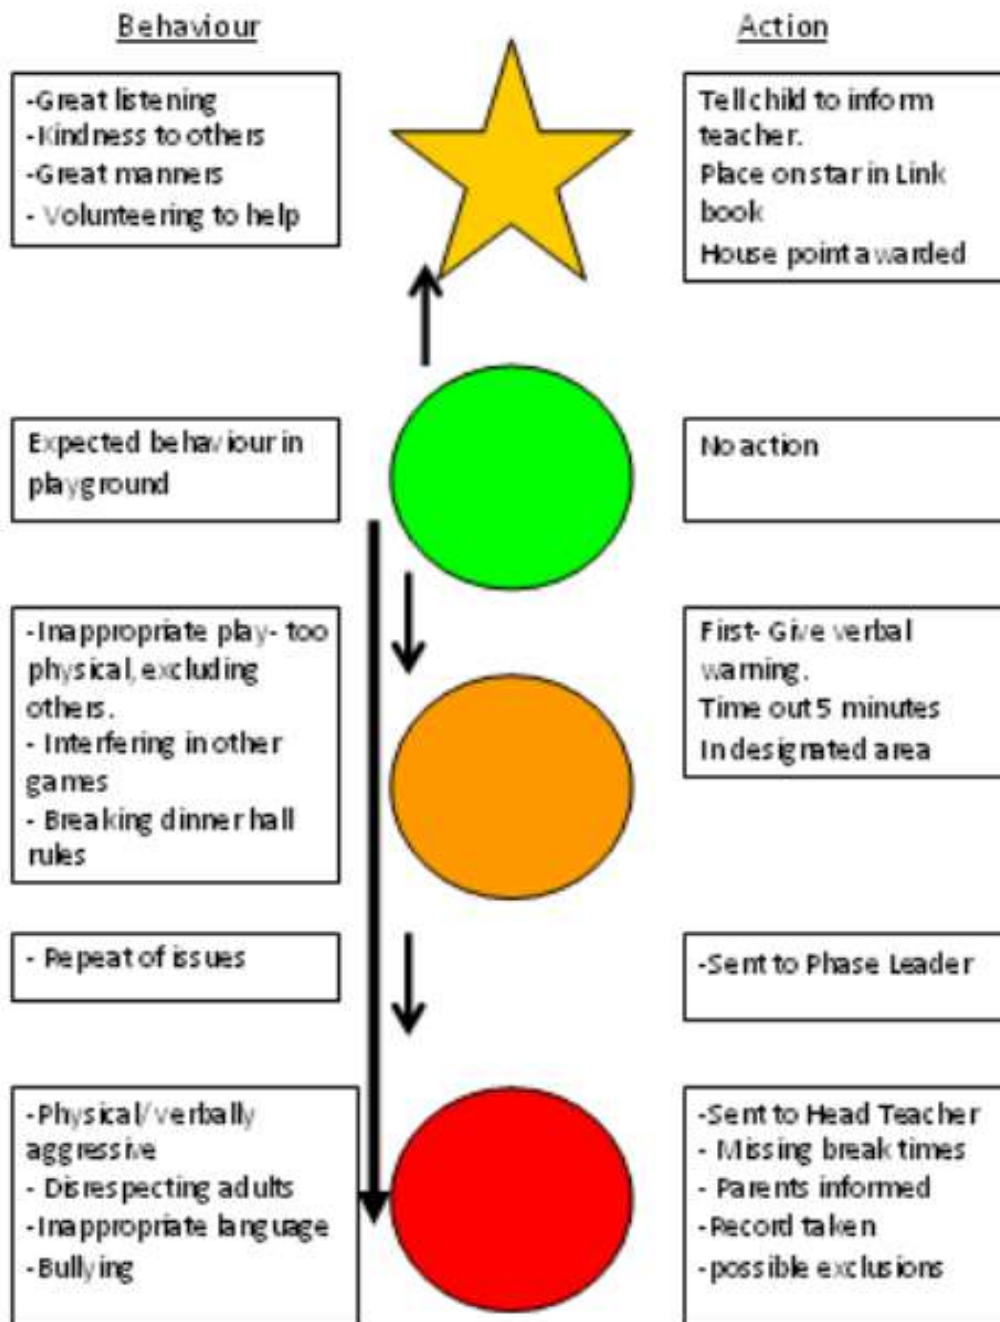 Behaviour
Action
-Great listening
-Kindness to others
-Great manners
- Volunteering to help
Tell child to inform
teacher.
Place on star in Link
book
House point awarded
Expected behaviour in
playground
No action
-Inappropriate play- too
physical, excluding
others.
- Interfering in other
games
- Breaking dinner hall
rules
First- Give verbal
warning.
Time out 5 minutes
In designated area
- Repeat of issues
-Sent to Phase Leader
-Physical/ verbally
aggressive
- Disrespecting adults
-Inappropriate language
-Bullying
-Sent to Head Teacher
- Missing break times
- Parents informed
-Record taken
-possible exclusions